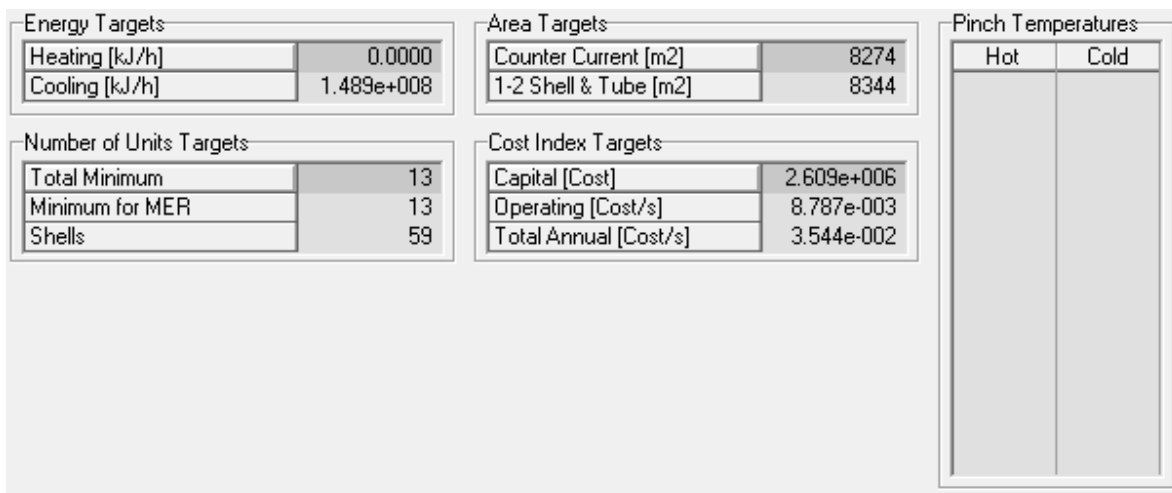 Energy Targets
Heating [kJ/h] 0.0000
Cooling [kJ/h] 1.489e+008
Area Targets
Counter Current [m2] 8274
1-2 Shell & Tube [m2] 8344
Pinch Temperatures
Hot Cold
Number of Units Targets
Total Minimum 13
Minimum for MER 13
Shells 59
Cost Index Targets
Capital [Cost] 2.609e+006
Operating [Cost/s] 8.787e-003
Total Annual [Cost/s] 3.544e-002